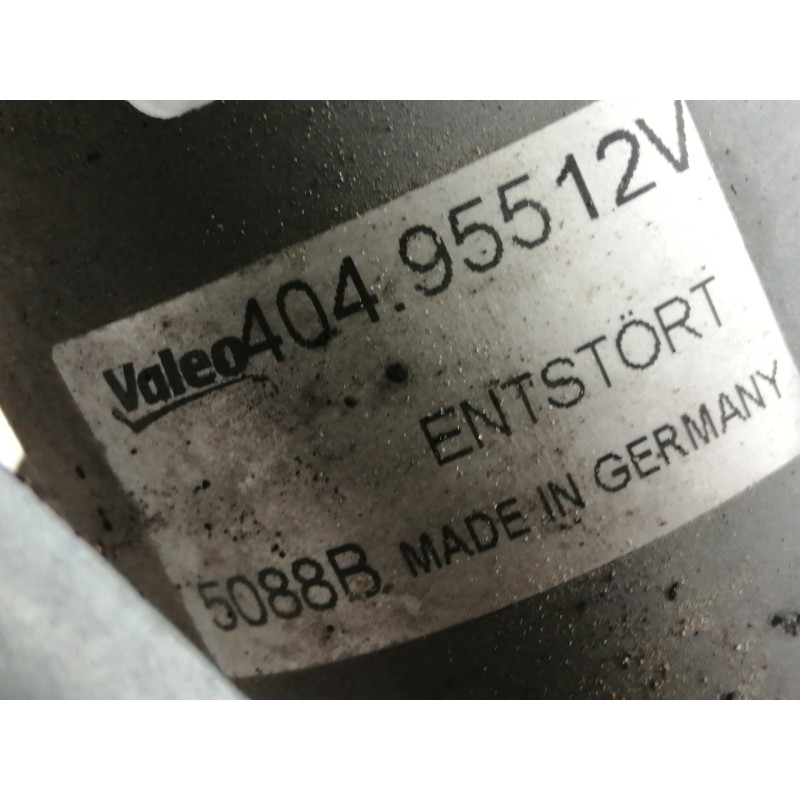 Valeo 404.955 12V
ENTSTÖRT
5088B MADE IN GERMANY